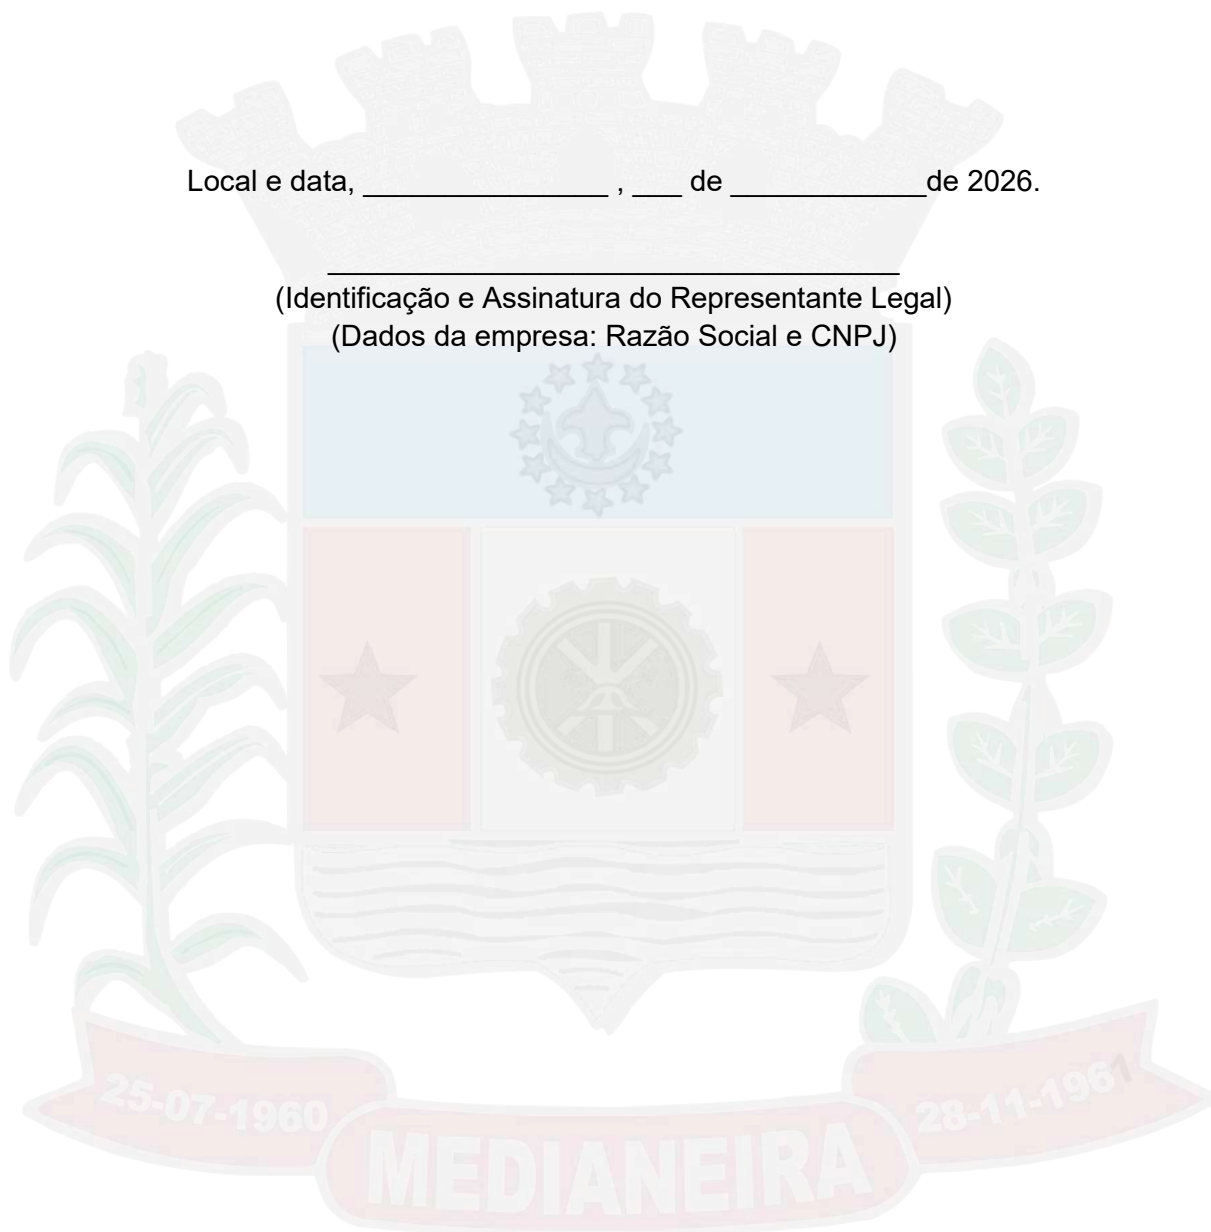 Local e data, _______________ , ___ de ____________de 2026.
___________________________________
(Identificação e Assinatura do Representante Legal)
(Dados da empresa: Razão Social e CNPJ)
25-07-1960
28-11-1961
MEDIANEIRA